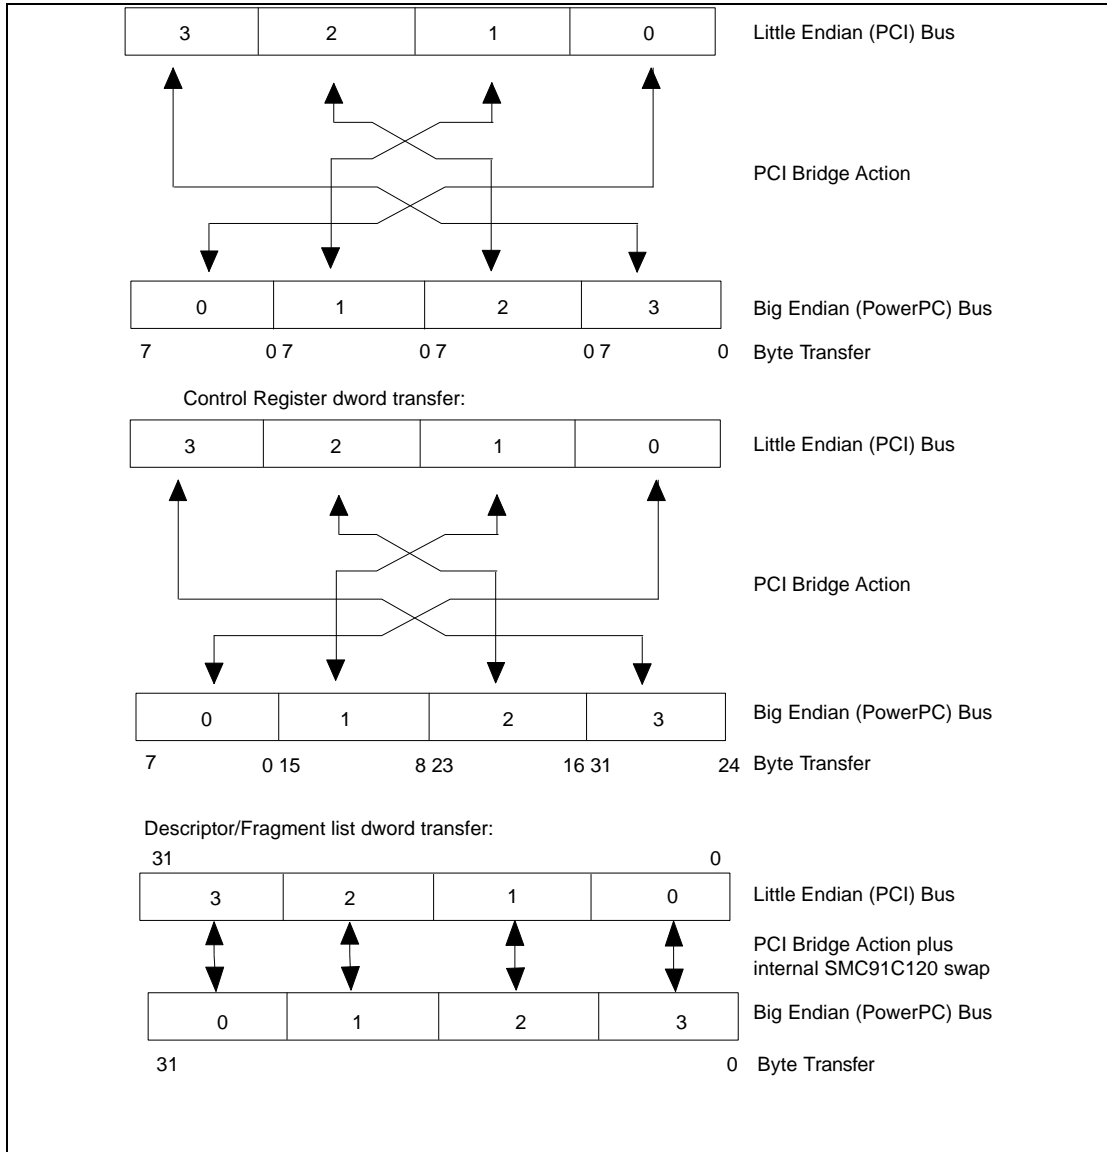 3 2 1 0 Little Endian (PCI) Bus
PCI Bridge Action
0 1 2 3 Big Endian (PowerPC) Bus
7 0 7 0 7 0 7 0 Byte Transfer
Control Register dword transfer:
3 2 1 0 Little Endian (PCI) Bus
PCI Bridge Action
0 1 2 3 Big Endian (PowerPC) Bus
7 0 15 8 23 16 31 24 Byte Transfer
Descriptor/Fragment list dword transfer:
31 0
3 2 1 0 Little Endian (PCI) Bus
PCI Bridge Action plus
internal SMC91C120 swap
0 1 2 3 Big Endian (PowerPC) Bus
31 0 Byte Transfer